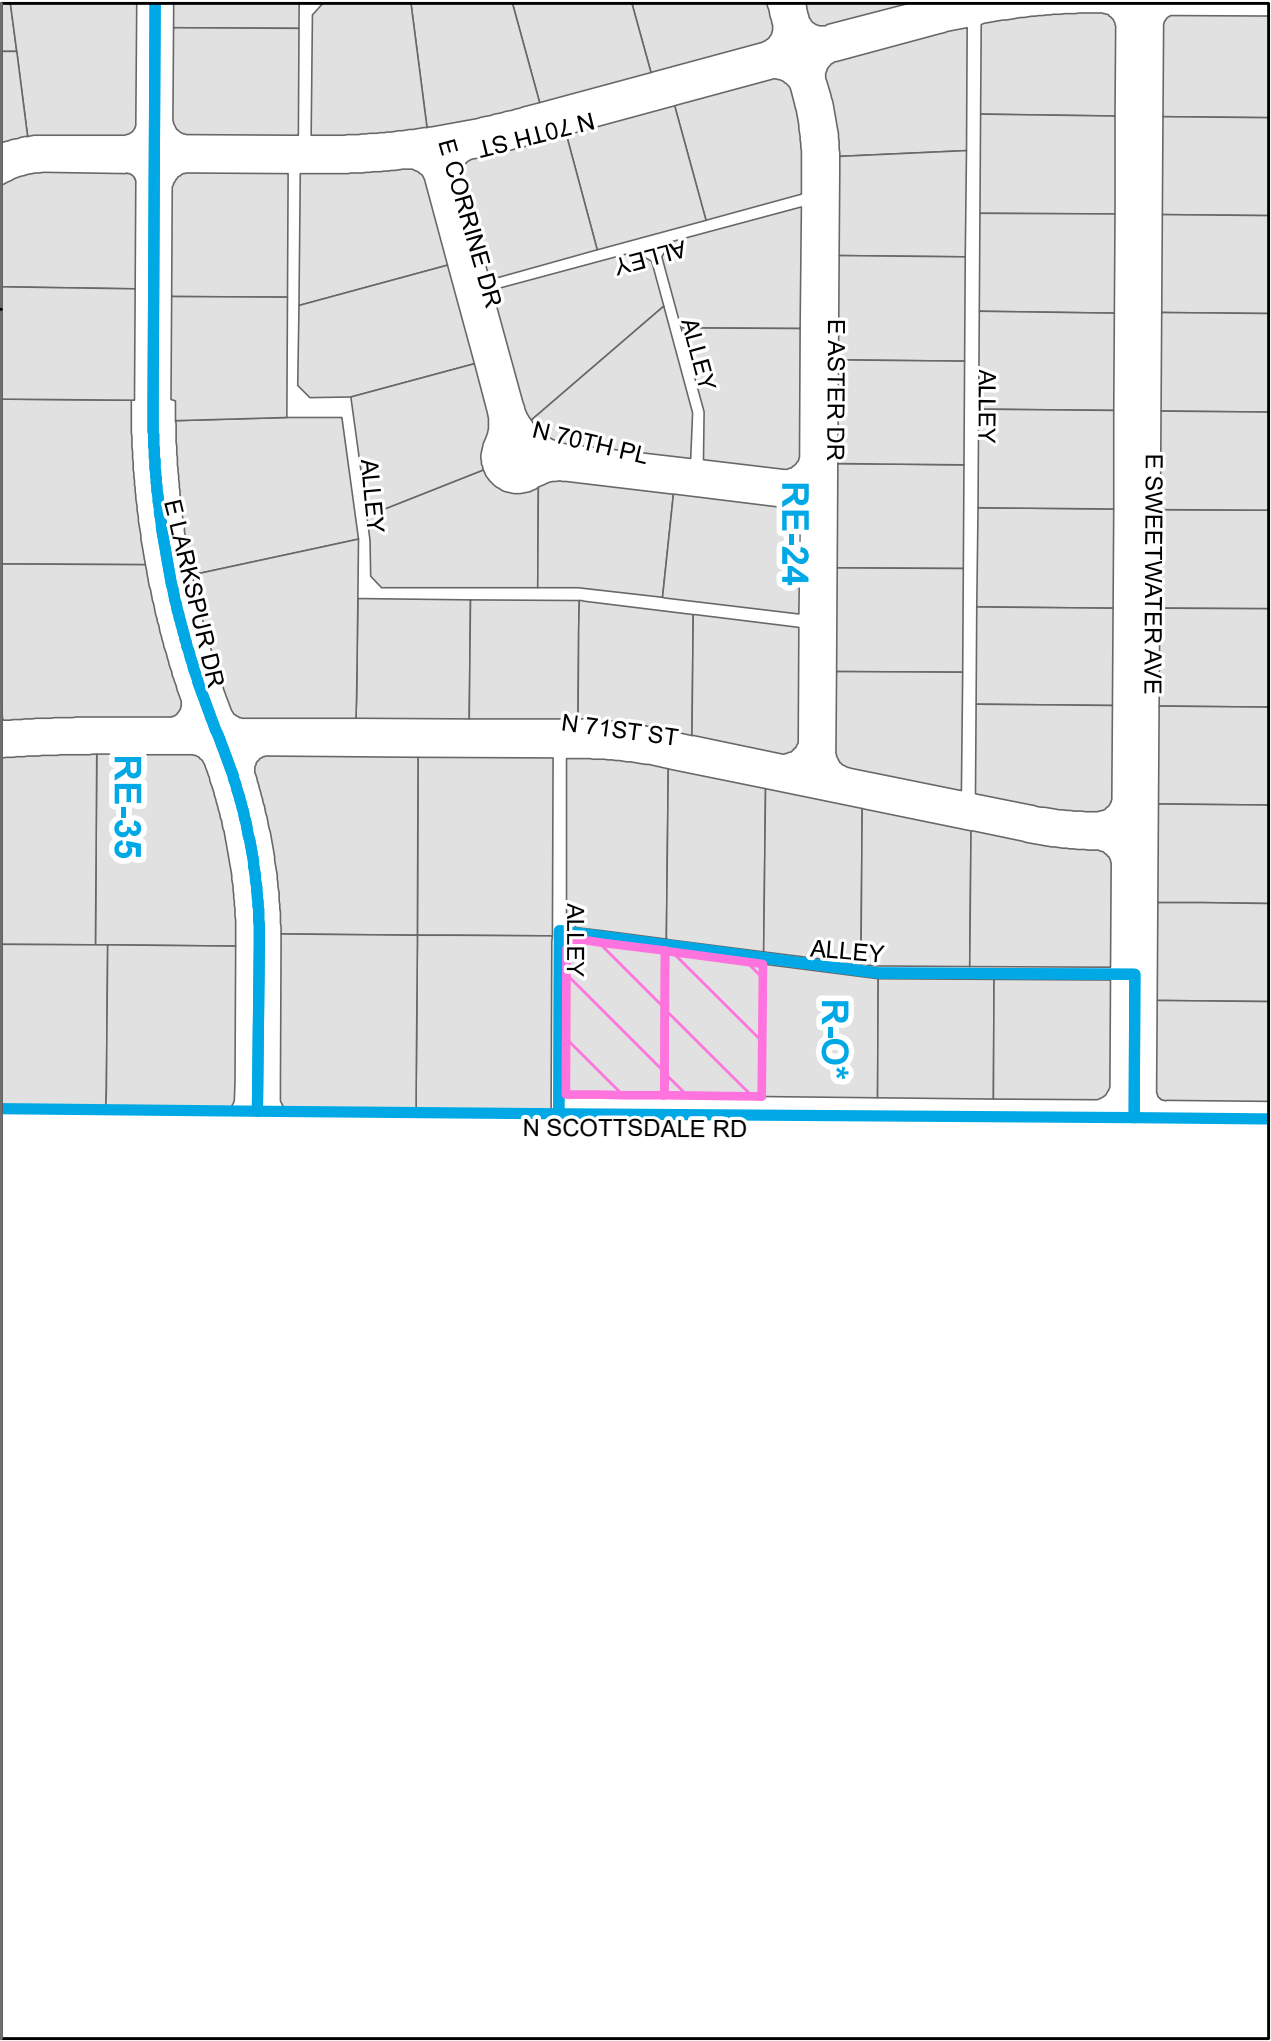 N 70TH ST
E CORRINE DR
ALLEY
ALLEY
E ASTER DR
ALLEY
N 70TH PL
ALLEY
E SWEETWATER AVE
RE-24
E LARKSPUR DR
N 71ST ST
RE-35
ALLEY
ALLEY
R-O*
N SCOTTSDALE RD